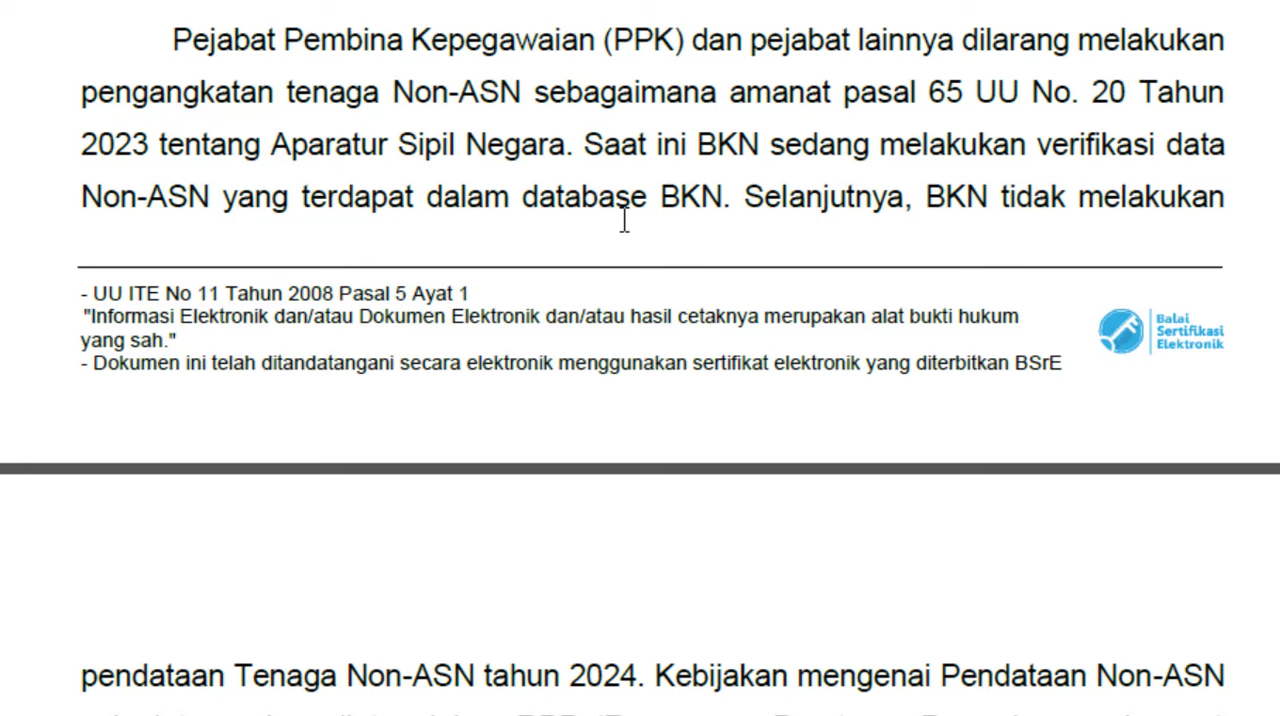 Pejabat Pembina Kepegawaian (PPK) dan pejabat lainnya dilarang melakukan
pengangkatan tenaga Non-ASN sebagaimana amanat pasal 65 UU No. 20 Tahun
2023 tentang Aparatur Sipil Negara. Saat ini BKN sedang melakukan verifikasi data
Non-ASN yang terdapat dalam database BKN. Selanjutnya, BKN tidak melakukan
- UU ITE No 11 Tahun 2008 Pasal 5 Ayat 1
"Informasi Elektronik dan/atau Dokumen Elektronik dan/atau hasil cetaknya merupakan alat bukti hukum
yang sah."
- Dokumen ini telah ditandatangani secara elektronik menggunakan sertifikat elektronik yang diterbitkan BSrE
Balai
Sertifikasi
Elektronik
pendataan Tenaga Non-ASN tahun 2024. Kebijakan mengenai Pendataan Non-ASN